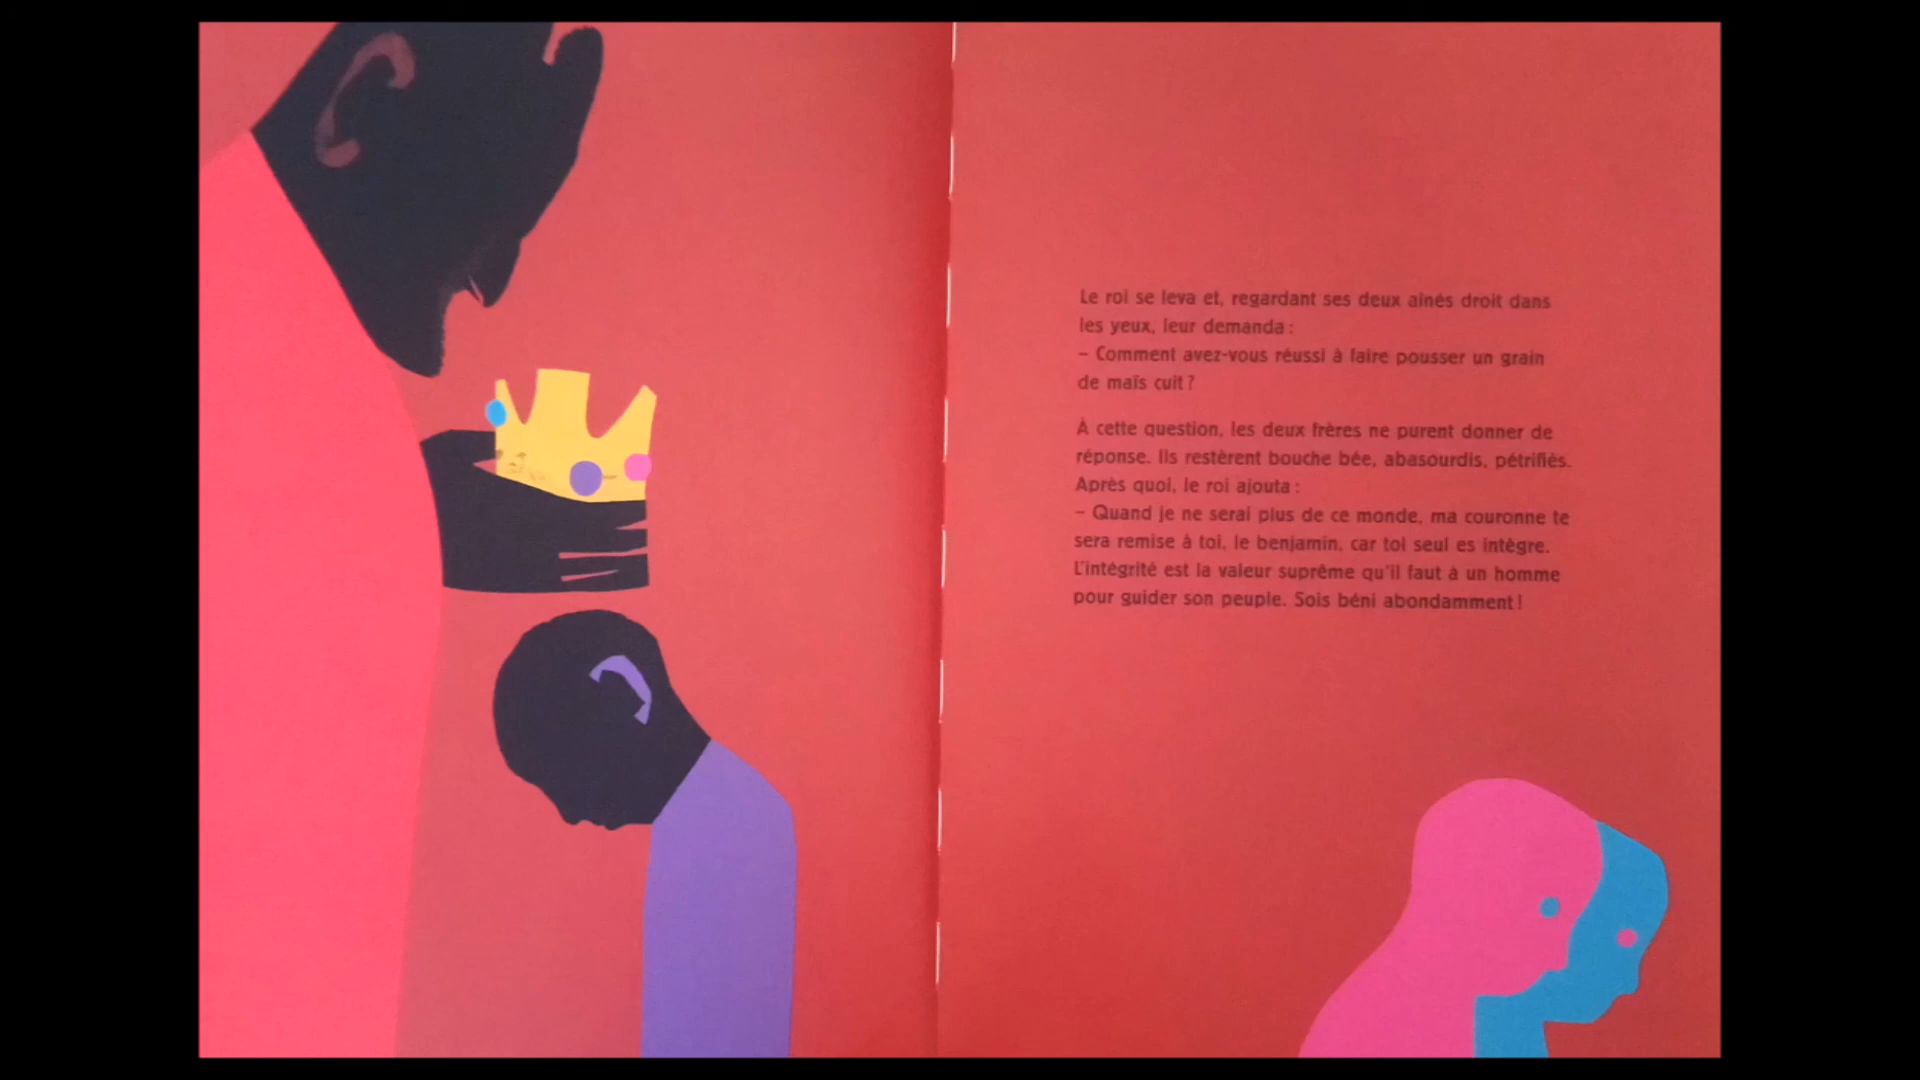 Le roi se leva et, regardant ses deux aînés droit dans
les yeux, leur demanda :
– Comment avez-vous réussi à faire pousser un grain
de maïs cuit ?
À cette question, les deux frères ne purent donner de
réponse. Ils restèrent bouche bée, abasourdis, pétrifiés.
Après quoi, le roi ajouta :
– Quand je ne serai plus de ce monde, ma couronne te
sera remise à toi, le benjamin, car toi seul es intègre.
L'intégrité est la valeur suprême qu'il faut à un homme
pour guider son peuple. Sois béni abondamment !